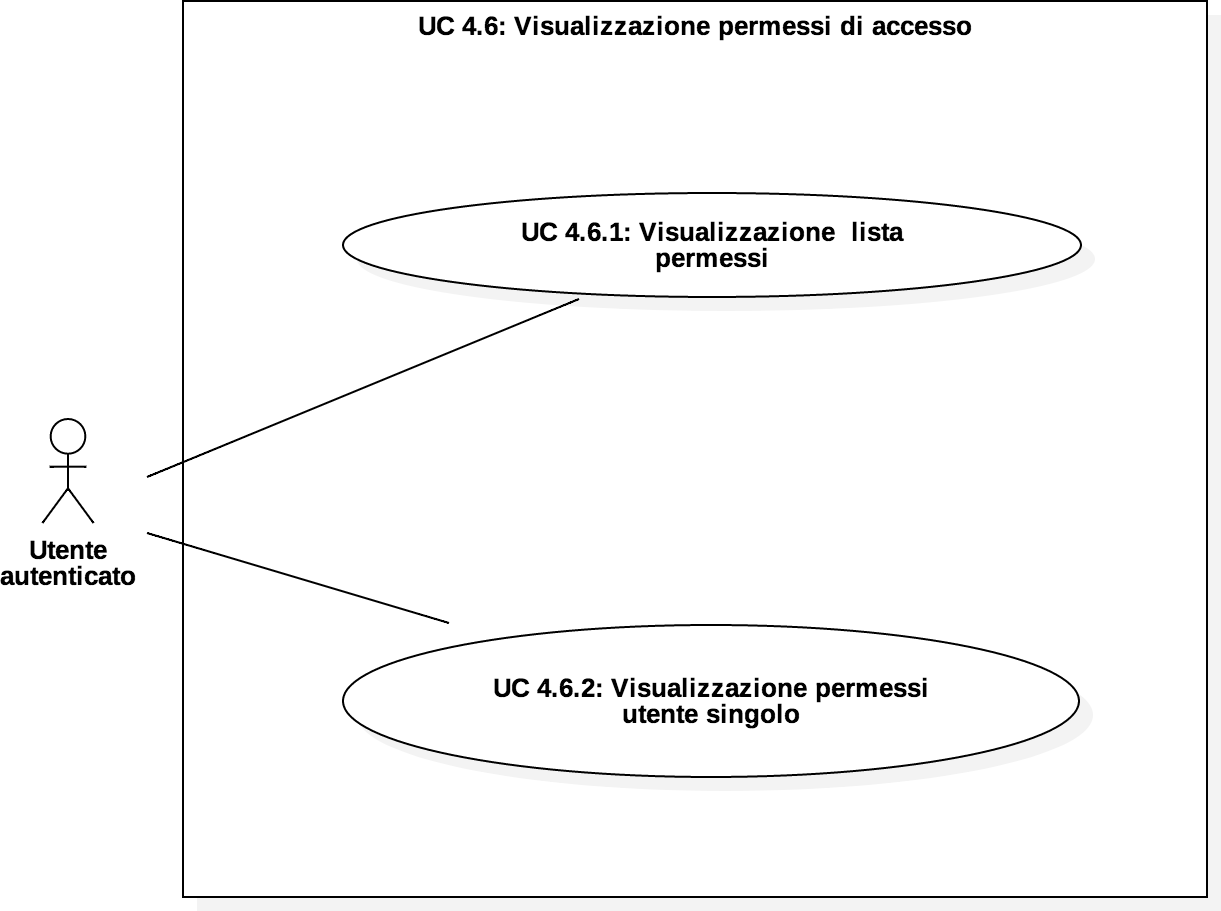 UC 4.6: Visualizzazione permessi di accesso
UC 4.6.1: Visualizzazione  lista
permessi
Utente
autenticato
UC 4.6.2: Visualizzazione permessi
utente singolo